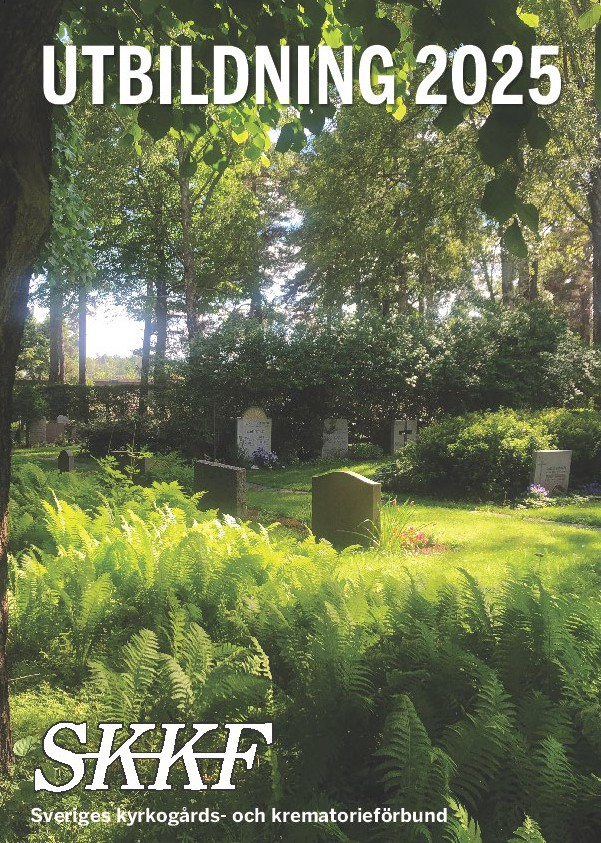 UTBILDNING 2025
SKKF
Sveriges kyrkogårds- och krematorieförbund